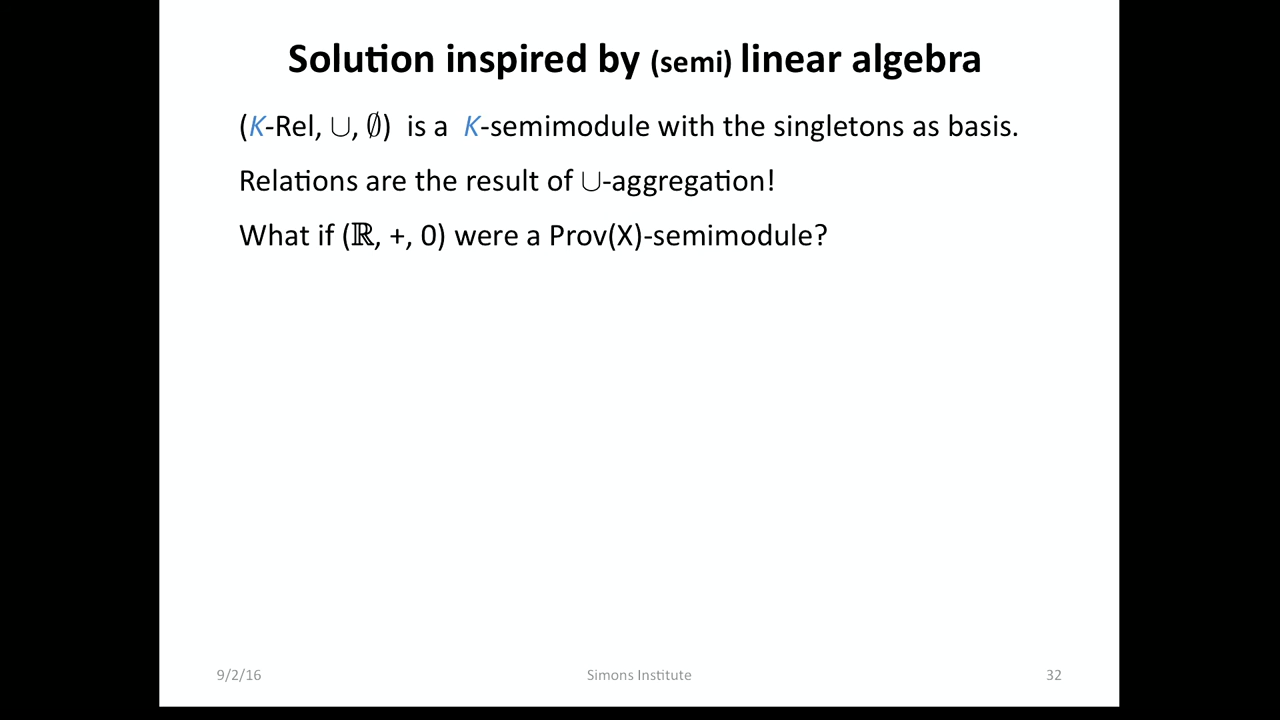 Solution inspired by (semi) linear algebra
(K-Rel, ∪, ∅) is a K-semimodule with the singletons as basis.
Relations are the result of ∪-aggregation!
What if (ℝ, +, 0) were a Prov(X)-semimodule?
9/2/16 Simons Institute 32